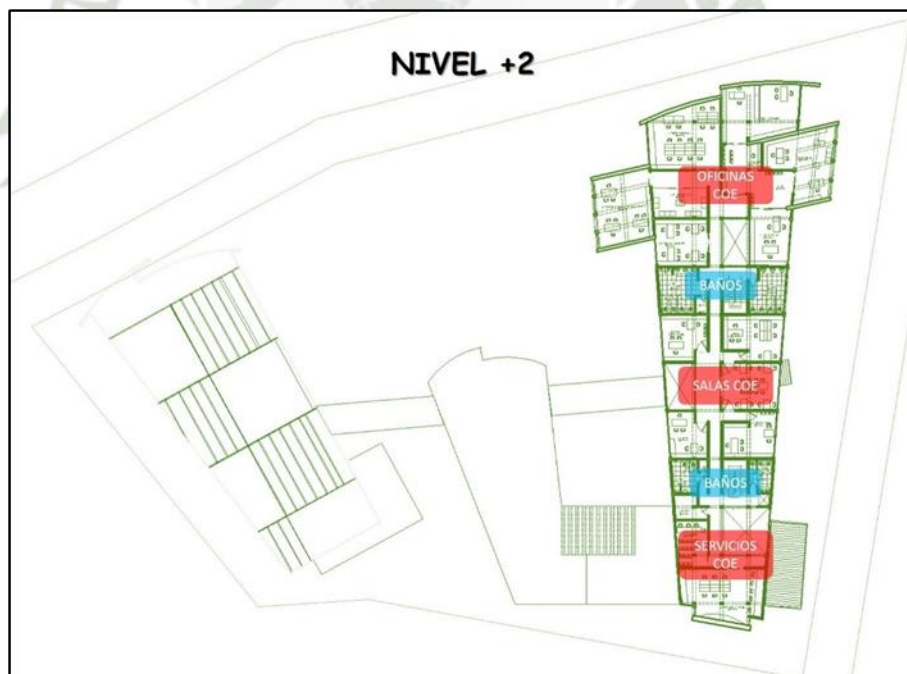 NIVEL +2
OFICINAS
COE
BAÑOS
SALAS COE
BAÑOS
SERVICIOS
COE